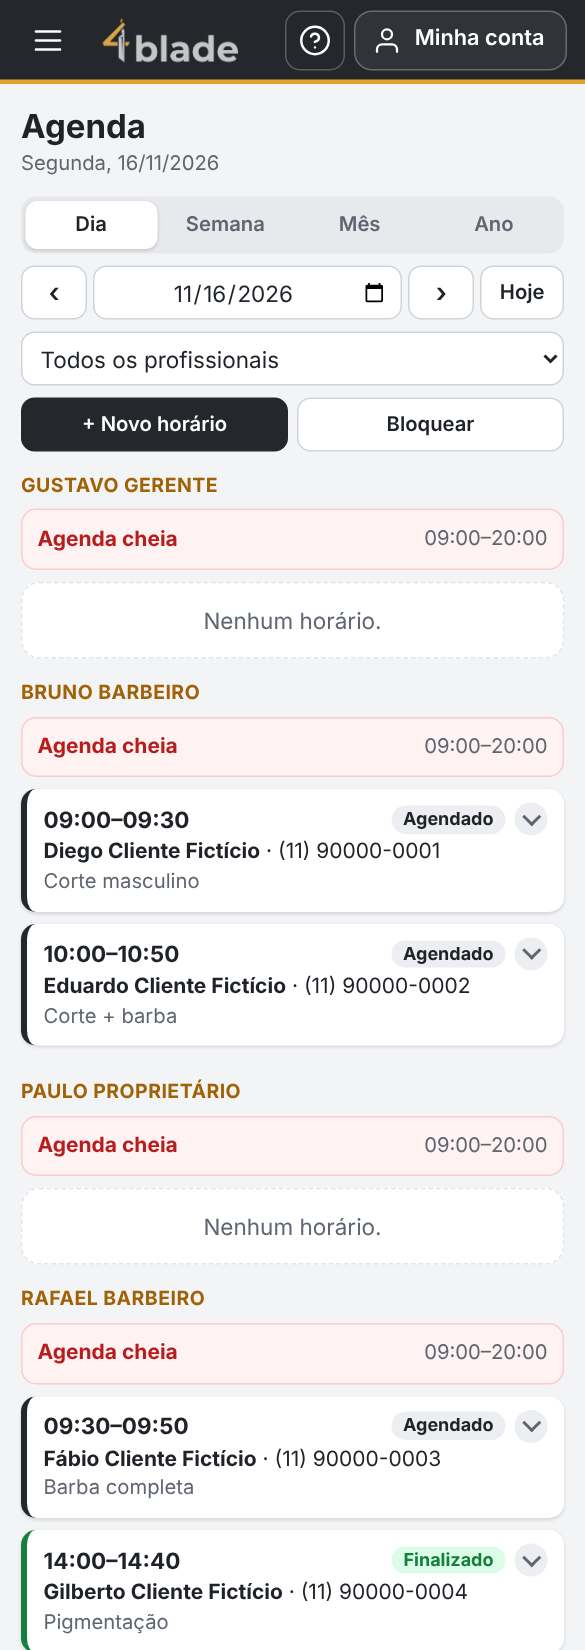 4blade
Minha conta
Agenda
Segunda, 16/11/2026
Dia Semana Mês Ano
‹ 11/16/2026 › Hoje
Todos os profissionais
+ Novo horário Bloquear
GUSTAVO GERENTE
Agenda cheia 09:00–20:00
Nenhum horário.
BRUNO BARBEIRO
Agenda cheia 09:00–20:00
09:00–09:30 Agendado
Diego Cliente Fictício · (11) 90000-0001
Corte masculino
10:00–10:50 Agendado
Eduardo Cliente Fictício · (11) 90000-0002
Corte + barba
PAULO PROPRIETÁRIO
Agenda cheia 09:00–20:00
Nenhum horário.
RAFAEL BARBEIRO
Agenda cheia 09:00–20:00
09:30–09:50 Agendado
Fábio Cliente Fictício · (11) 90000-0003
Barba completa
14:00–14:40 Finalizado
Gilberto Cliente Fictício · (11) 90000-0004
Pigmentação